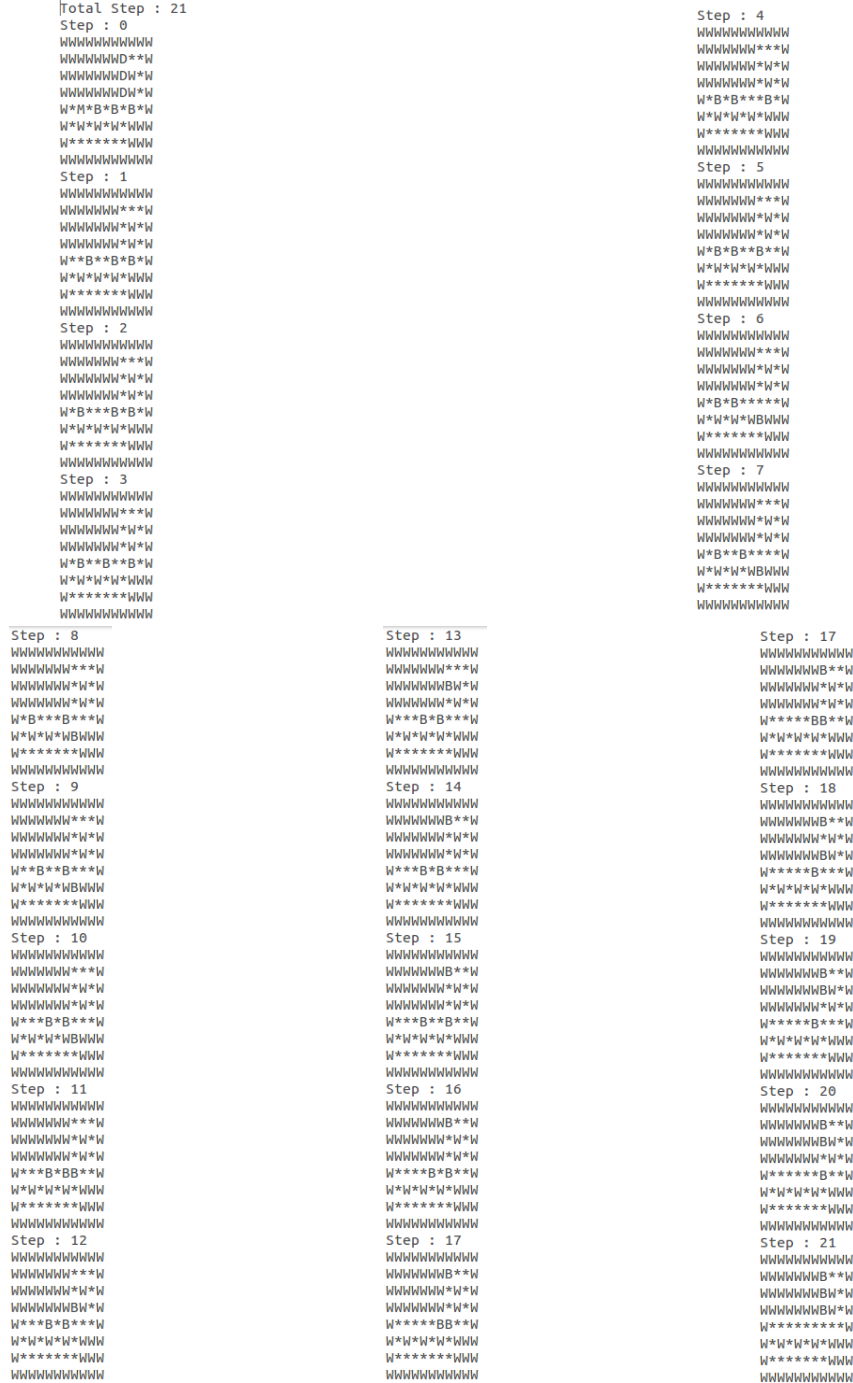 Total Step : 21
Step : 0
WWWWWWWWWWW
WWWWWWWD**W
WWWWWWWDW*W
WWWWWWWDW*W
W*M*B*B*B*W
W*W*W*W*WWW
W*******WWW
WWWWWWWWWWW
Step : 1
WWWWWWWWWWW
WWWWWWW***W
WWWWWWW*W*W
WWWWWWW*W*W
W**B**B*B*W
W*W*W*W*WWW
W*******WWW
WWWWWWWWWWW
Step : 2
WWWWWWWWWWW
WWWWWWW***W
WWWWWWW*W*W
WWWWWWW*W*W
W*B***B*B*W
W*W*W*W*WWW
W*******WWW
WWWWWWWWWWW
Step : 3
WWWWWWWWWWW
WWWWWWW***W
WWWWWWW*W*W
WWWWWWW*W*W
W*B**B**B*W
W*W*W*W*WWW
W*******WWW
WWWWWWWWWWW
Step : 4
WWWWWWWWWWW
WWWWWWW***W
WWWWWWW*W*W
WWWWWWW*W*W
W*B*B***B*W
W*W*W*W*WWW
W*******WWW
WWWWWWWWWWW
Step : 5
WWWWWWWWWWW
WWWWWWW***W
WWWWWWW*W*W
WWWWWWW*W*W
W*B*B**B**W
W*W*W*W*WWW
W*******WWW
WWWWWWWWWWW
Step : 6
WWWWWWWWWWW
WWWWWWW***W
WWWWWWW*W*W
WWWWWWW*W*W
W*B*B*****W
W*W*W*WBWWW
W*******WWW
WWWWWWWWWWW
Step : 7
WWWWWWWWWWW
WWWWWWW***W
WWWWWWW*W*W
WWWWWWW*W*W
W*B**B****W
W*W*W*WBWWW
W*******WWW
WWWWWWWWWWW
Step : 8
WWWWWWWWWWW
WWWWWWW***W
WWWWWWW*W*W
WWWWWWW*W*W
W*B***B***W
W*W*W*WBWWW
W*******WWW
WWWWWWWWWWW
Step : 9
WWWWWWWWWWW
WWWWWWW***W
WWWWWWW*W*W
WWWWWWW*W*W
W**B**B***W
W*W*W*WBWWW
W*******WWW
WWWWWWWWWWW
Step : 10
WWWWWWWWWWW
WWWWWWW***W
WWWWWWW*W*W
WWWWWWW*W*W
W***B*B***W
W*W*W*WBWWW
W*******WWW
WWWWWWWWWWW
Step : 11
WWWWWWWWWWW
WWWWWWW***W
WWWWWWW*W*W
WWWWWWW*W*W
W***B*BB**W
W*W*W*W*WWW
W*******WWW
WWWWWWWWWWW
Step : 12
WWWWWWWWWWW
WWWWWWW***W
WWWWWWW*W*W
WWWWWWWBW*W
W***B*B***W
W*W*W*W*WWW
W*******WWW
WWWWWWWWWWW
Step : 13
WWWWWWWWWWW
WWWWWWW***W
WWWWWWWBW*W
WWWWWWW*W*W
W***B*B***W
W*W*W*W*WWW
W*******WWW
WWWWWWWWWWW
Step : 14
WWWWWWWWWWW
WWWWWWWB**W
WWWWWWW*W*W
WWWWWWW*W*W
W***B*B***W
W*W*W*W*WWW
W*******WWW
WWWWWWWWWWW
Step : 15
WWWWWWWWWWW
WWWWWWWB**W
WWWWWWW*W*W
WWWWWWW*W*W
W***B**B**W
W*W*W*W*WWW
W*******WWW
WWWWWWWWWWW
Step : 16
WWWWWWWWWWW
WWWWWWWB**W
WWWWWWW*W*W
WWWWWWW*W*W
W****B*B**W
W*W*W*W*WWW
W*******WWW
WWWWWWWWWWW
Step : 17
WWWWWWWWWWW
WWWWWWWB**W
WWWWWWW*W*W
WWWWWWW*W*W
W*****BB**W
W*W*W*W*WWW
W*******WWW
WWWWWWWWWWW
Step : 17
WWWWWWWWWWW
WWWWWWWB**W
WWWWWWW*W*W
WWWWWWW*W*W
W*****BB**W
W*W*W*W*WWW
W*******WWW
WWWWWWWWWWW
Step : 18
WWWWWWWWWWW
WWWWWWWB**W
WWWWWWW*W*W
WWWWWWWBW*W
W*****B***W
W*W*W*W*WWW
W*******WWW
WWWWWWWWWWW
Step : 19
WWWWWWWWWWW
WWWWWWWB**W
WWWWWWWBW*W
WWWWWWW*W*W
W*****B***W
W*W*W*W*WWW
W*******WWW
WWWWWWWWWWW
Step : 20
WWWWWWWWWWW
WWWWWWWB**W
WWWWWWWBW*W
WWWWWWW*W*W
W******B**W
W*W*W*W*WWW
W*******WWW
WWWWWWWWWWW
Step : 21
WWWWWWWWWWW
WWWWWWWB**W
WWWWWWWBW*W
WWWWWWWBW*W
W*********W
W*W*W*W*WWW
W*******WWW
WWWWWWWWWWW